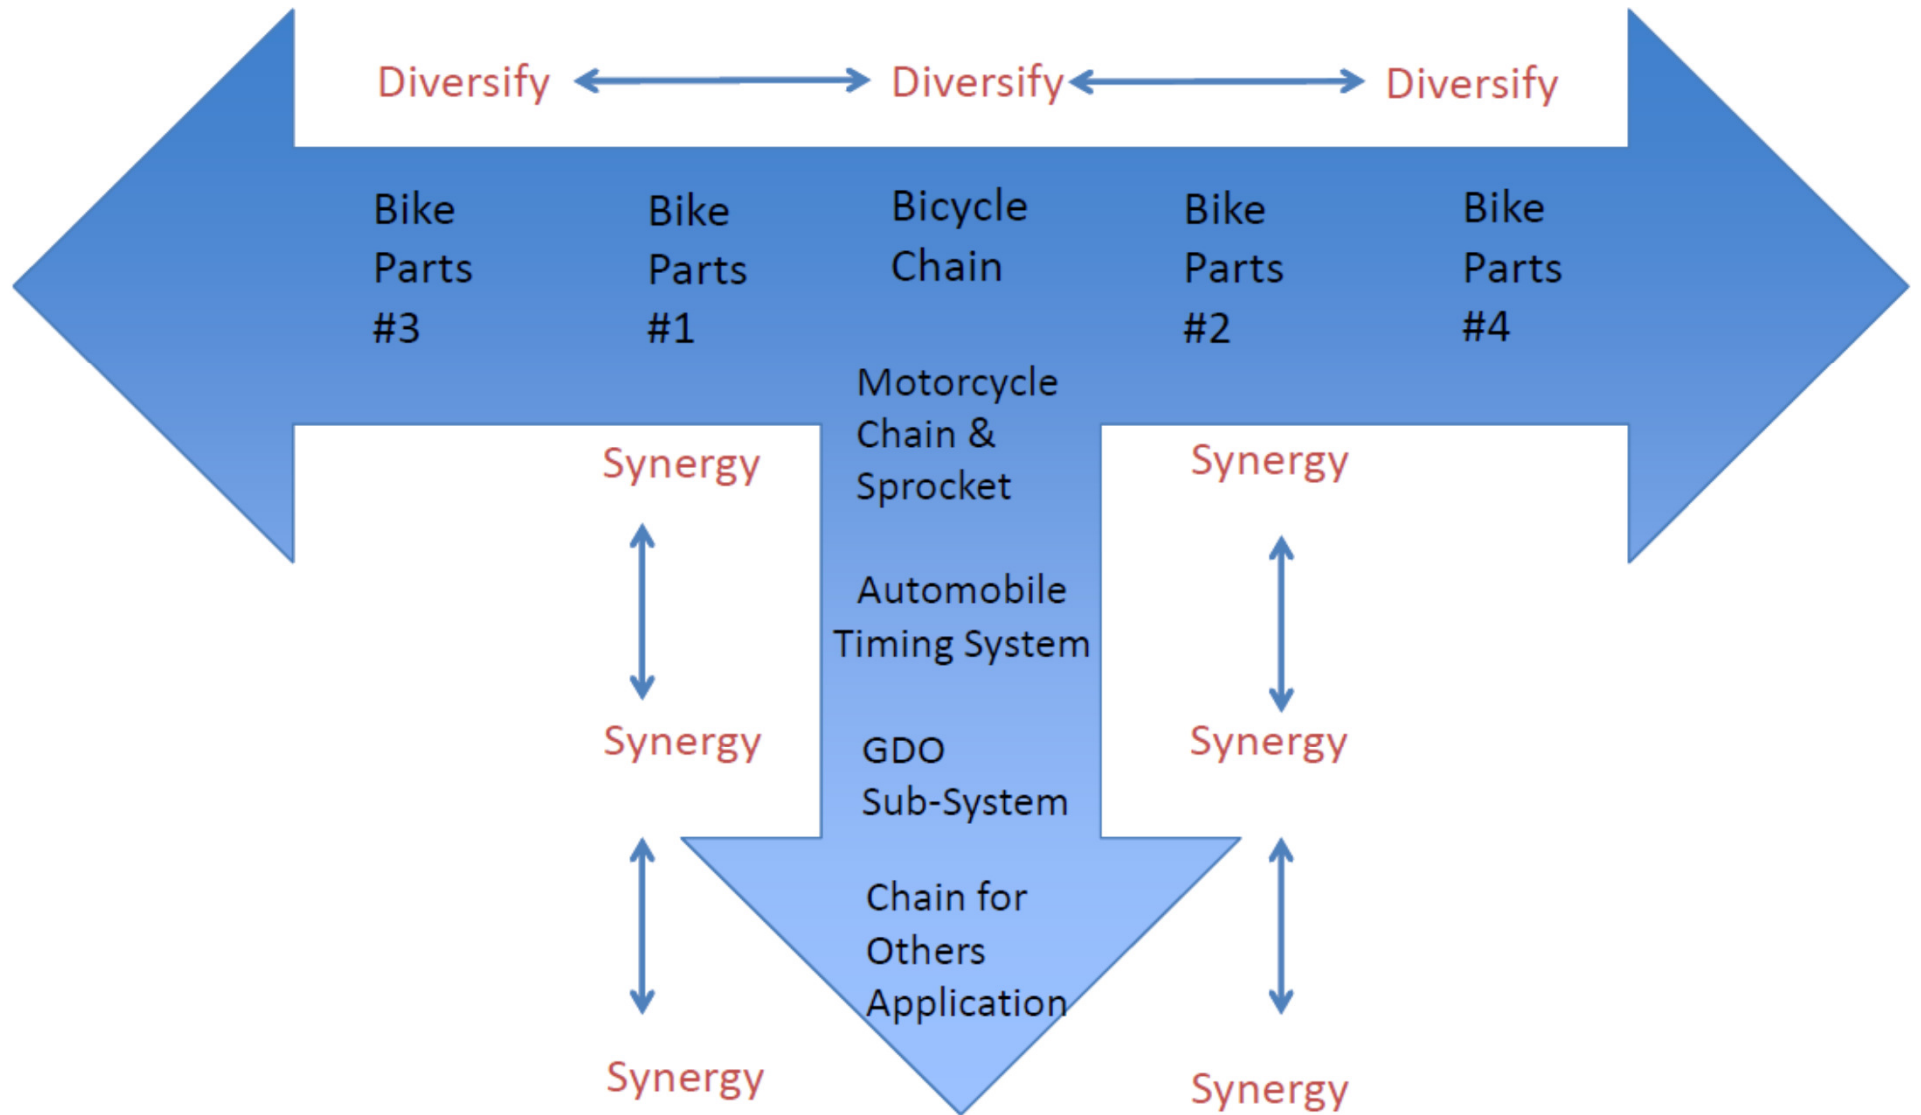 Diversify
Diversify
Diversify
Bike
Parts
#3
Bike
Parts
#1
Bicycle
Chain
Bike
Parts
#2
Bike
Parts
#4
Motorcycle
Chain &
Sprocket
Synergy
Synergy
Automobile
Timing System
Synergy
Synergy
GDO
Sub-System
Chain for
Others
Application
Synergy
Synergy